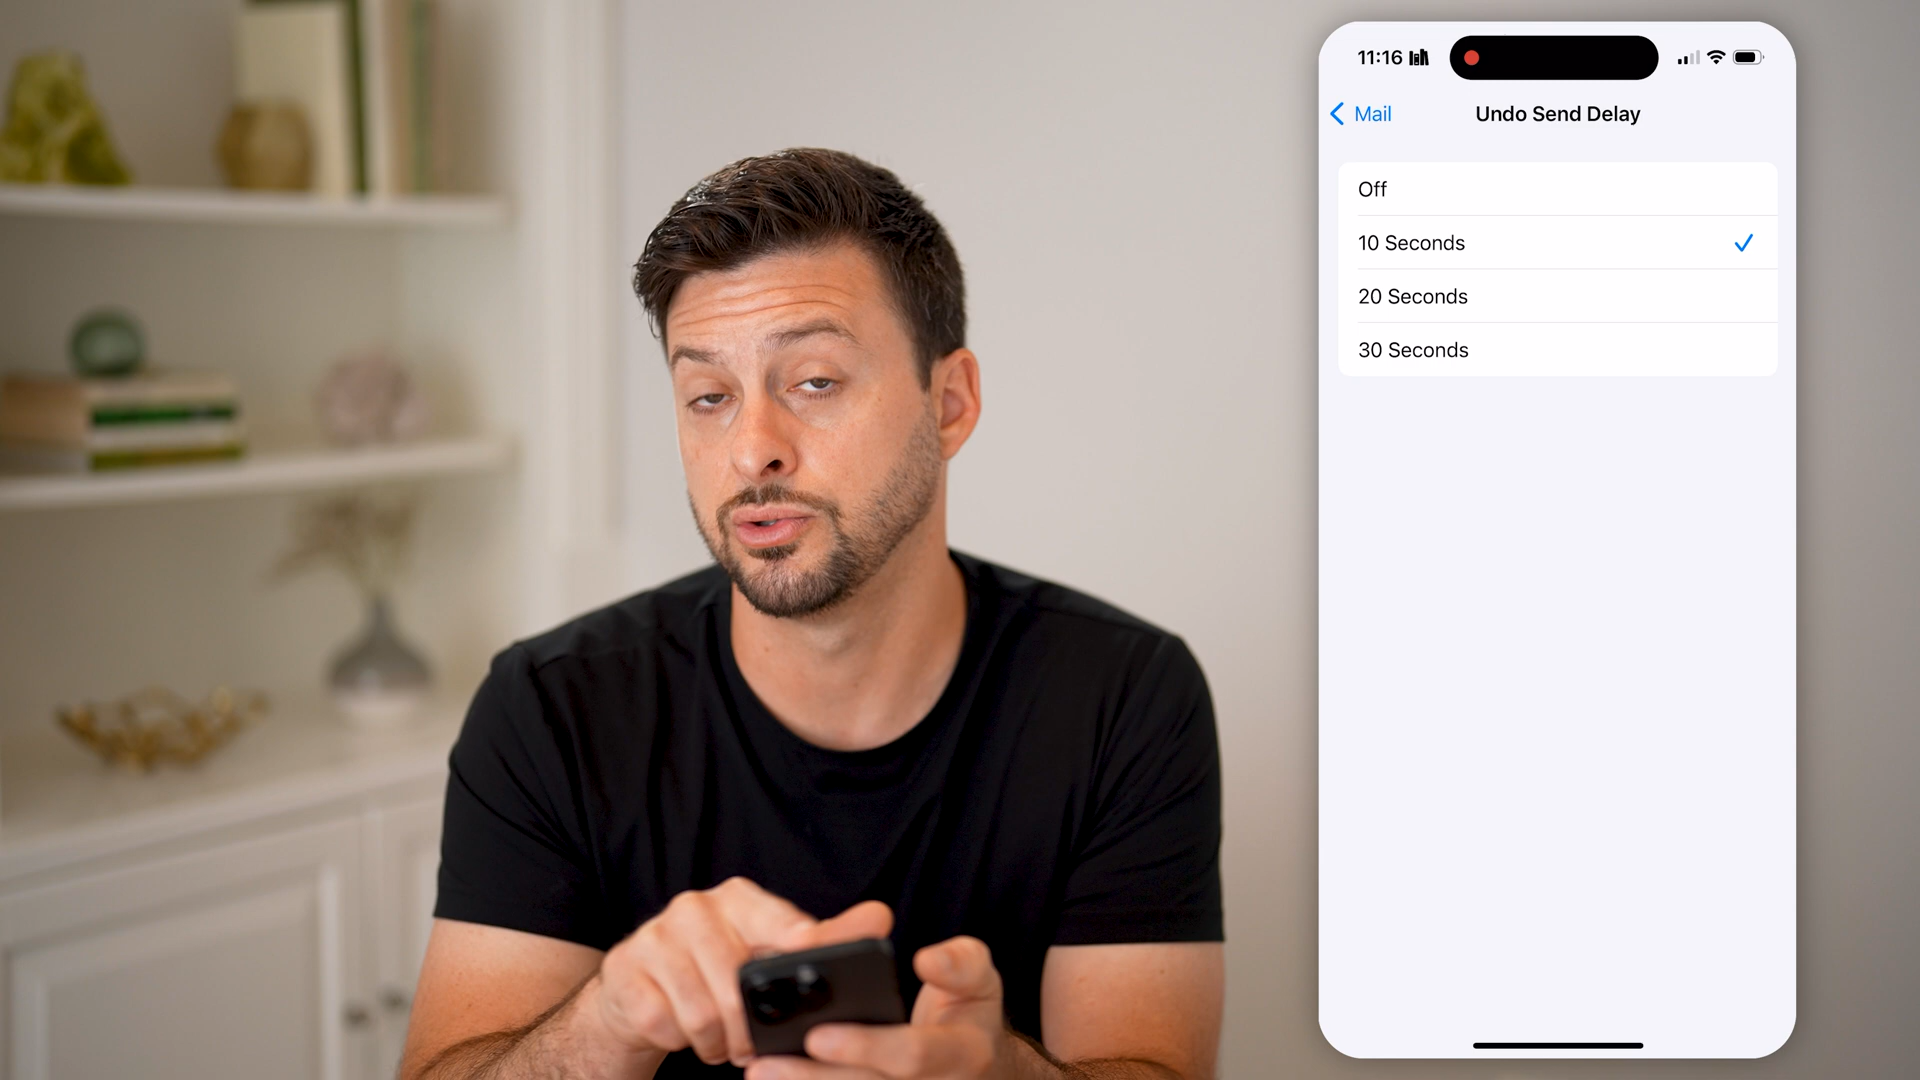 11:16
Mail
Undo Send Delay
Off
10 Seconds
20 Seconds
30 Seconds